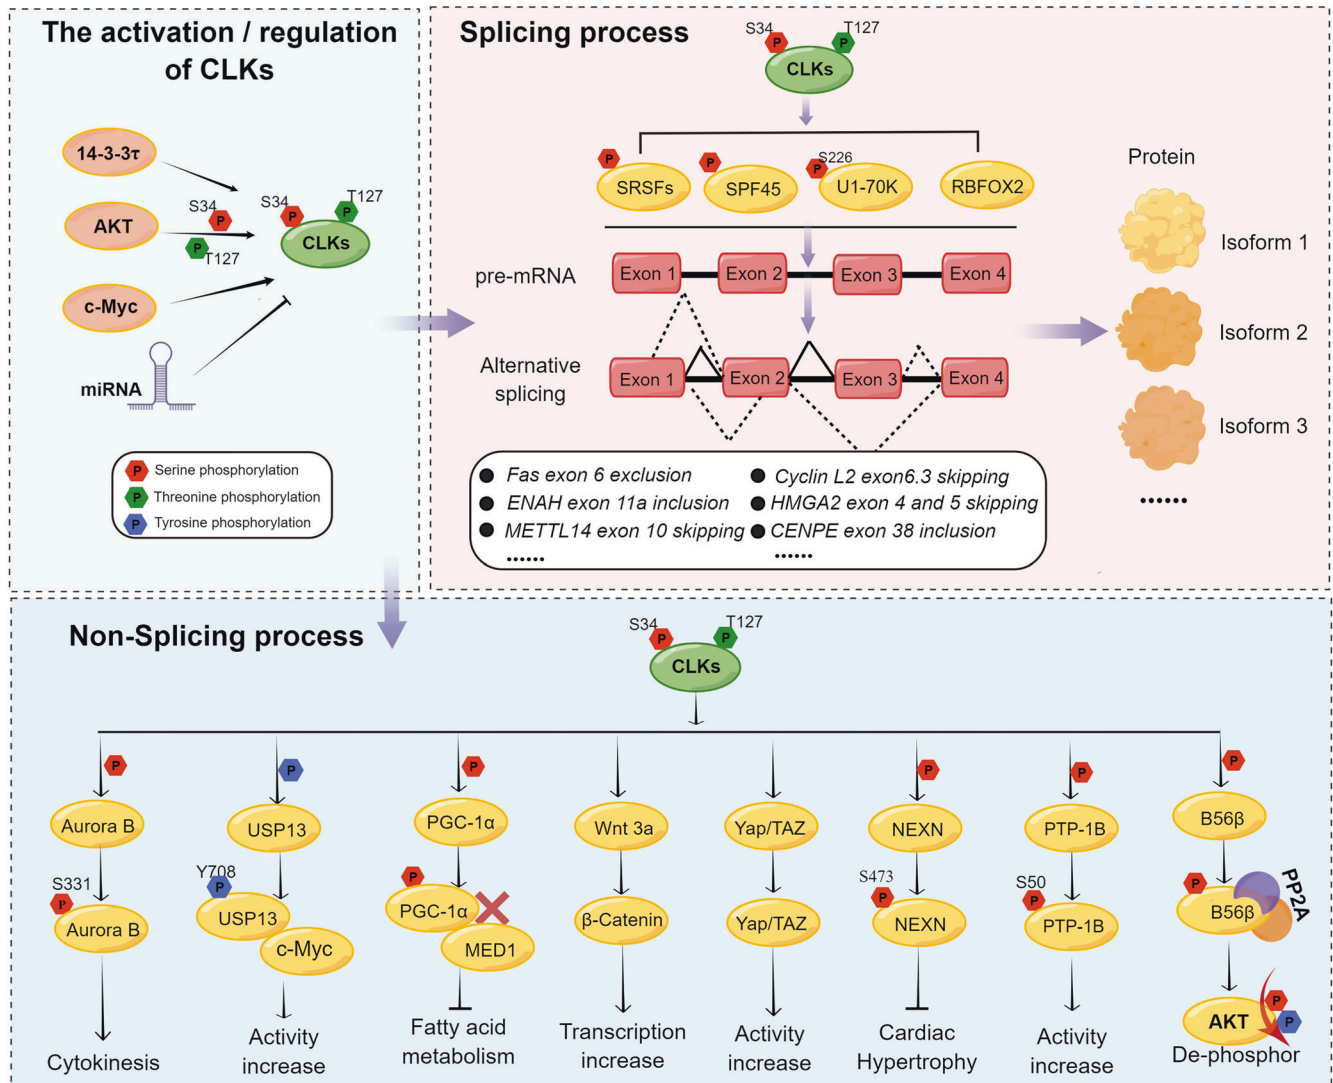 The activation / regulation
of CLKs
14-3-3τ
AKT
c-Myc
miRNA
S34
P
P
T127
S34
P
T127
P
CLKs
P Serine phosphorylation
P Threonine phosphorylation
P Tyrosine phosphorylation
Splicing process
S34
P
T127
P
CLKs
P
SRSFs
P
SPF45
S226
P
U1-70K
RBFOX2
pre-mRNA
Exon 1
Exon 2
Exon 3
Exon 4
Alternative
splicing
Exon 1
Exon 2
Exon 3
Exon 4
Fas exon 6 exclusion
ENAH exon 11a inclusion
METTL14 exon 10 skipping
......
Cyclin L2 exon6.3 skipping
HMGA2 exon 4 and 5 skipping
CENPE exon 38 inclusion
......
Protein
Isoform 1
Isoform 2
Isoform 3
......
Non-Splicing process
S34
P
T127
P
CLKs
P
Aurora B
S331
P
Aurora B
Cytokinesis
P
USP13
Y708
P
USP13
c-Myc
Activity
increase
P
PGC-1α
P
PGC-1α
MED1
Fatty acid
metabolism
Wnt 3a
β-Catenin
Transcription
increase
Yap/TAZ
Yap/TAZ
Activity
increase
P
NEXN
S473
P
NEXN
Cardiac
Hypertrophy
P
PTP-1B
S50
P
PTP-1B
Activity
increase
P
B56β
P
B56β
PP2A
AKT
P
P
De-phosphor